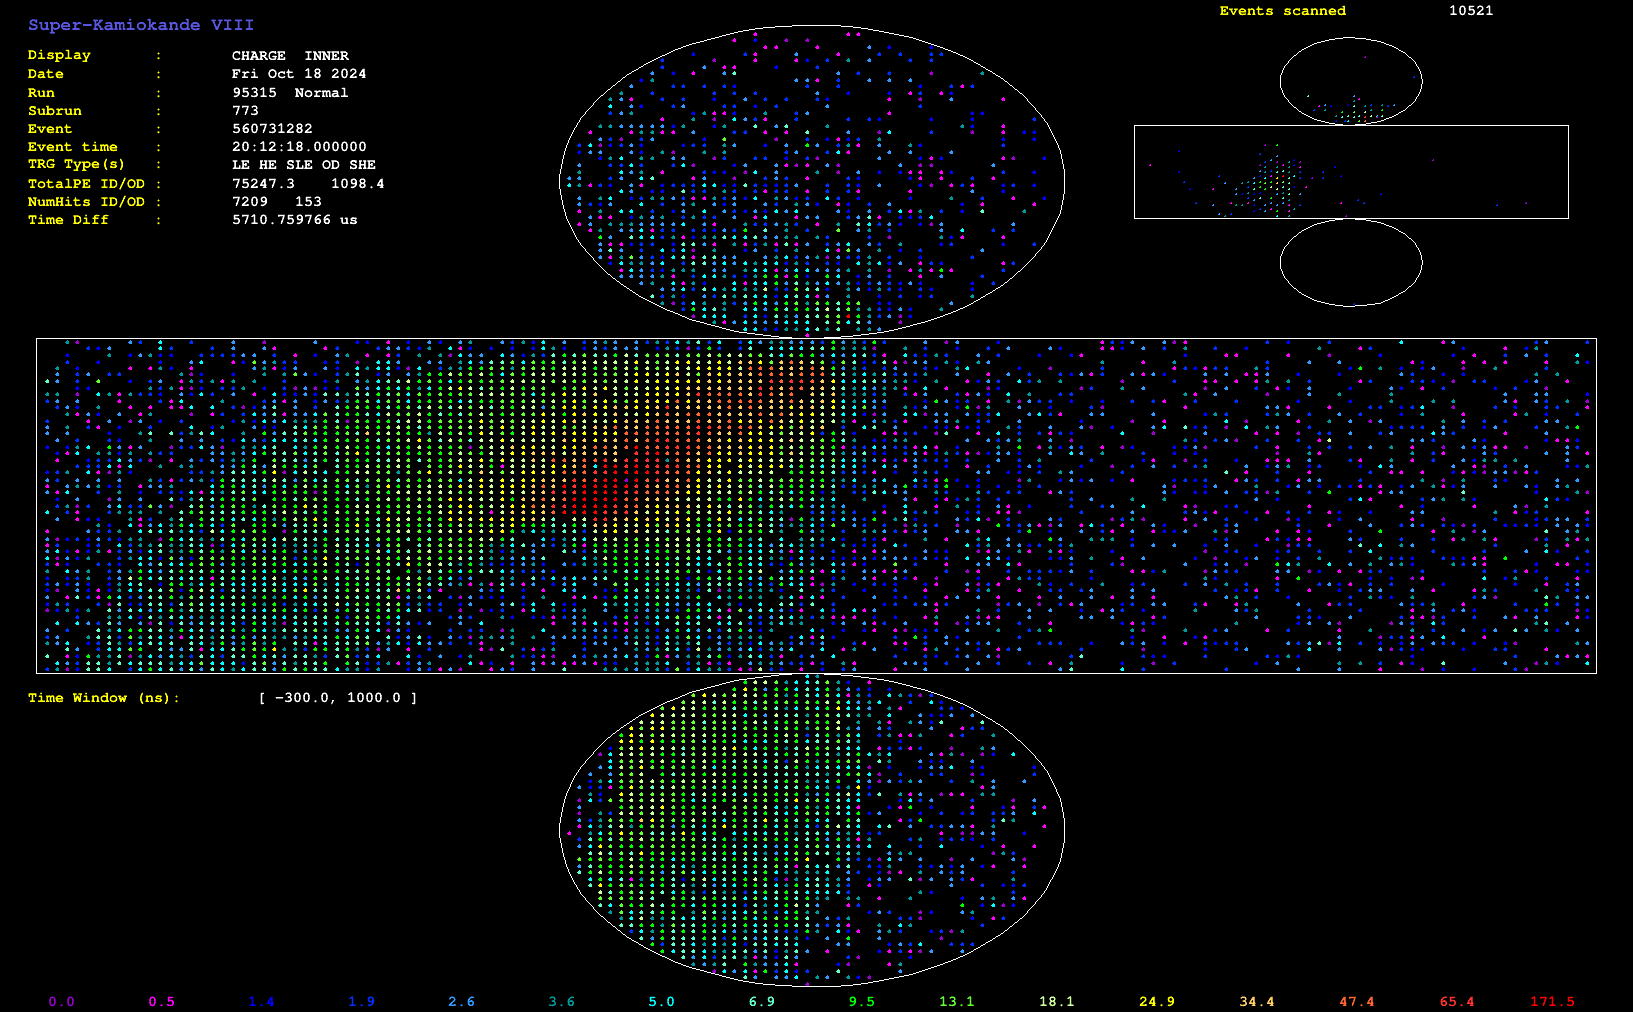 Super-Kamiokande VIII
Events scanned 10521
Display : CHARGE INNER
Date : Fri Oct 18 2024
Run : 95315 Normal
Subrun : 773
Event : 560731282
Event time : 20:12:18.000000
TRG Type(s) : LE HE SLE OD SHE
TotalPE ID/OD : 75247.3 1098.4
NumHits ID/OD : 7209 153
Time Diff : 5710.759766 us
Time Window (ns): [ −300.0, 1000.0 ]
0.0 0.5 1.4 1.9 2.6 3.6 5.0 6.9 9.5 13.1 18.1 24.9 34.4 47.4 65.4 171.5